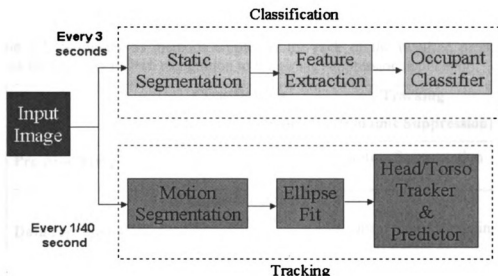 Classification
Every 3
seconds
Static
Segmentation
Feature
Extraction
Occupant
Classifier
Input
Image
Motion
Segmentation
Ellipse
Fit
Head/Torso
Tracker
&
Predictor
Every 1/40
second
Tracking